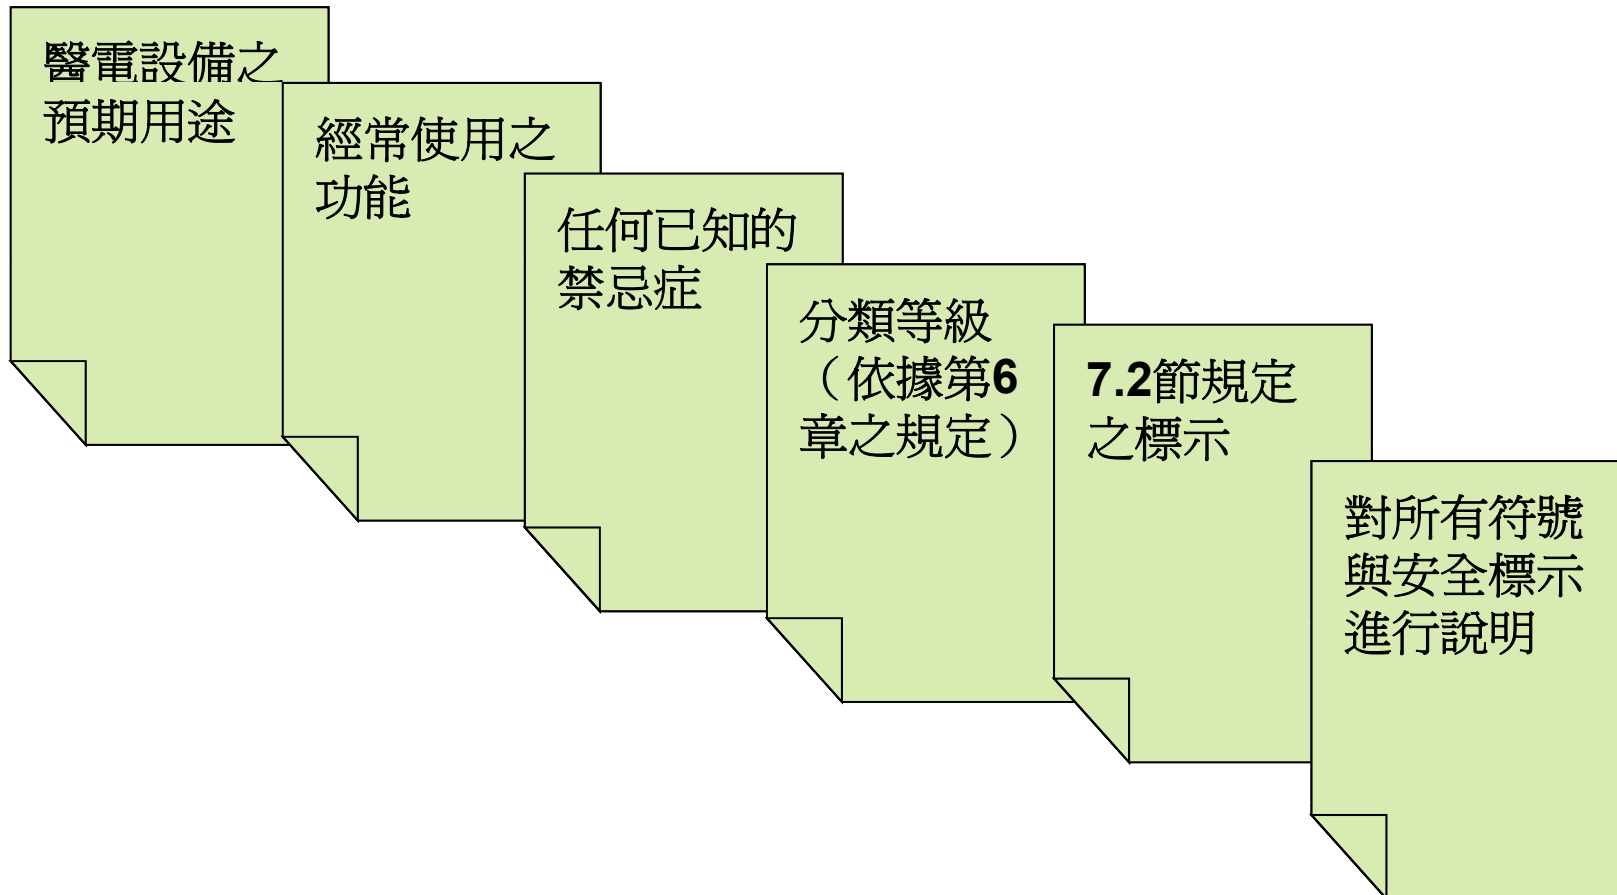 醫電設備之
預期用途
經常使用之
功能
任何已知的
禁忌症
分類等級
（依據第6
章之規定）
7.2節規定
之標示
對所有符號
與安全標示
進行說明